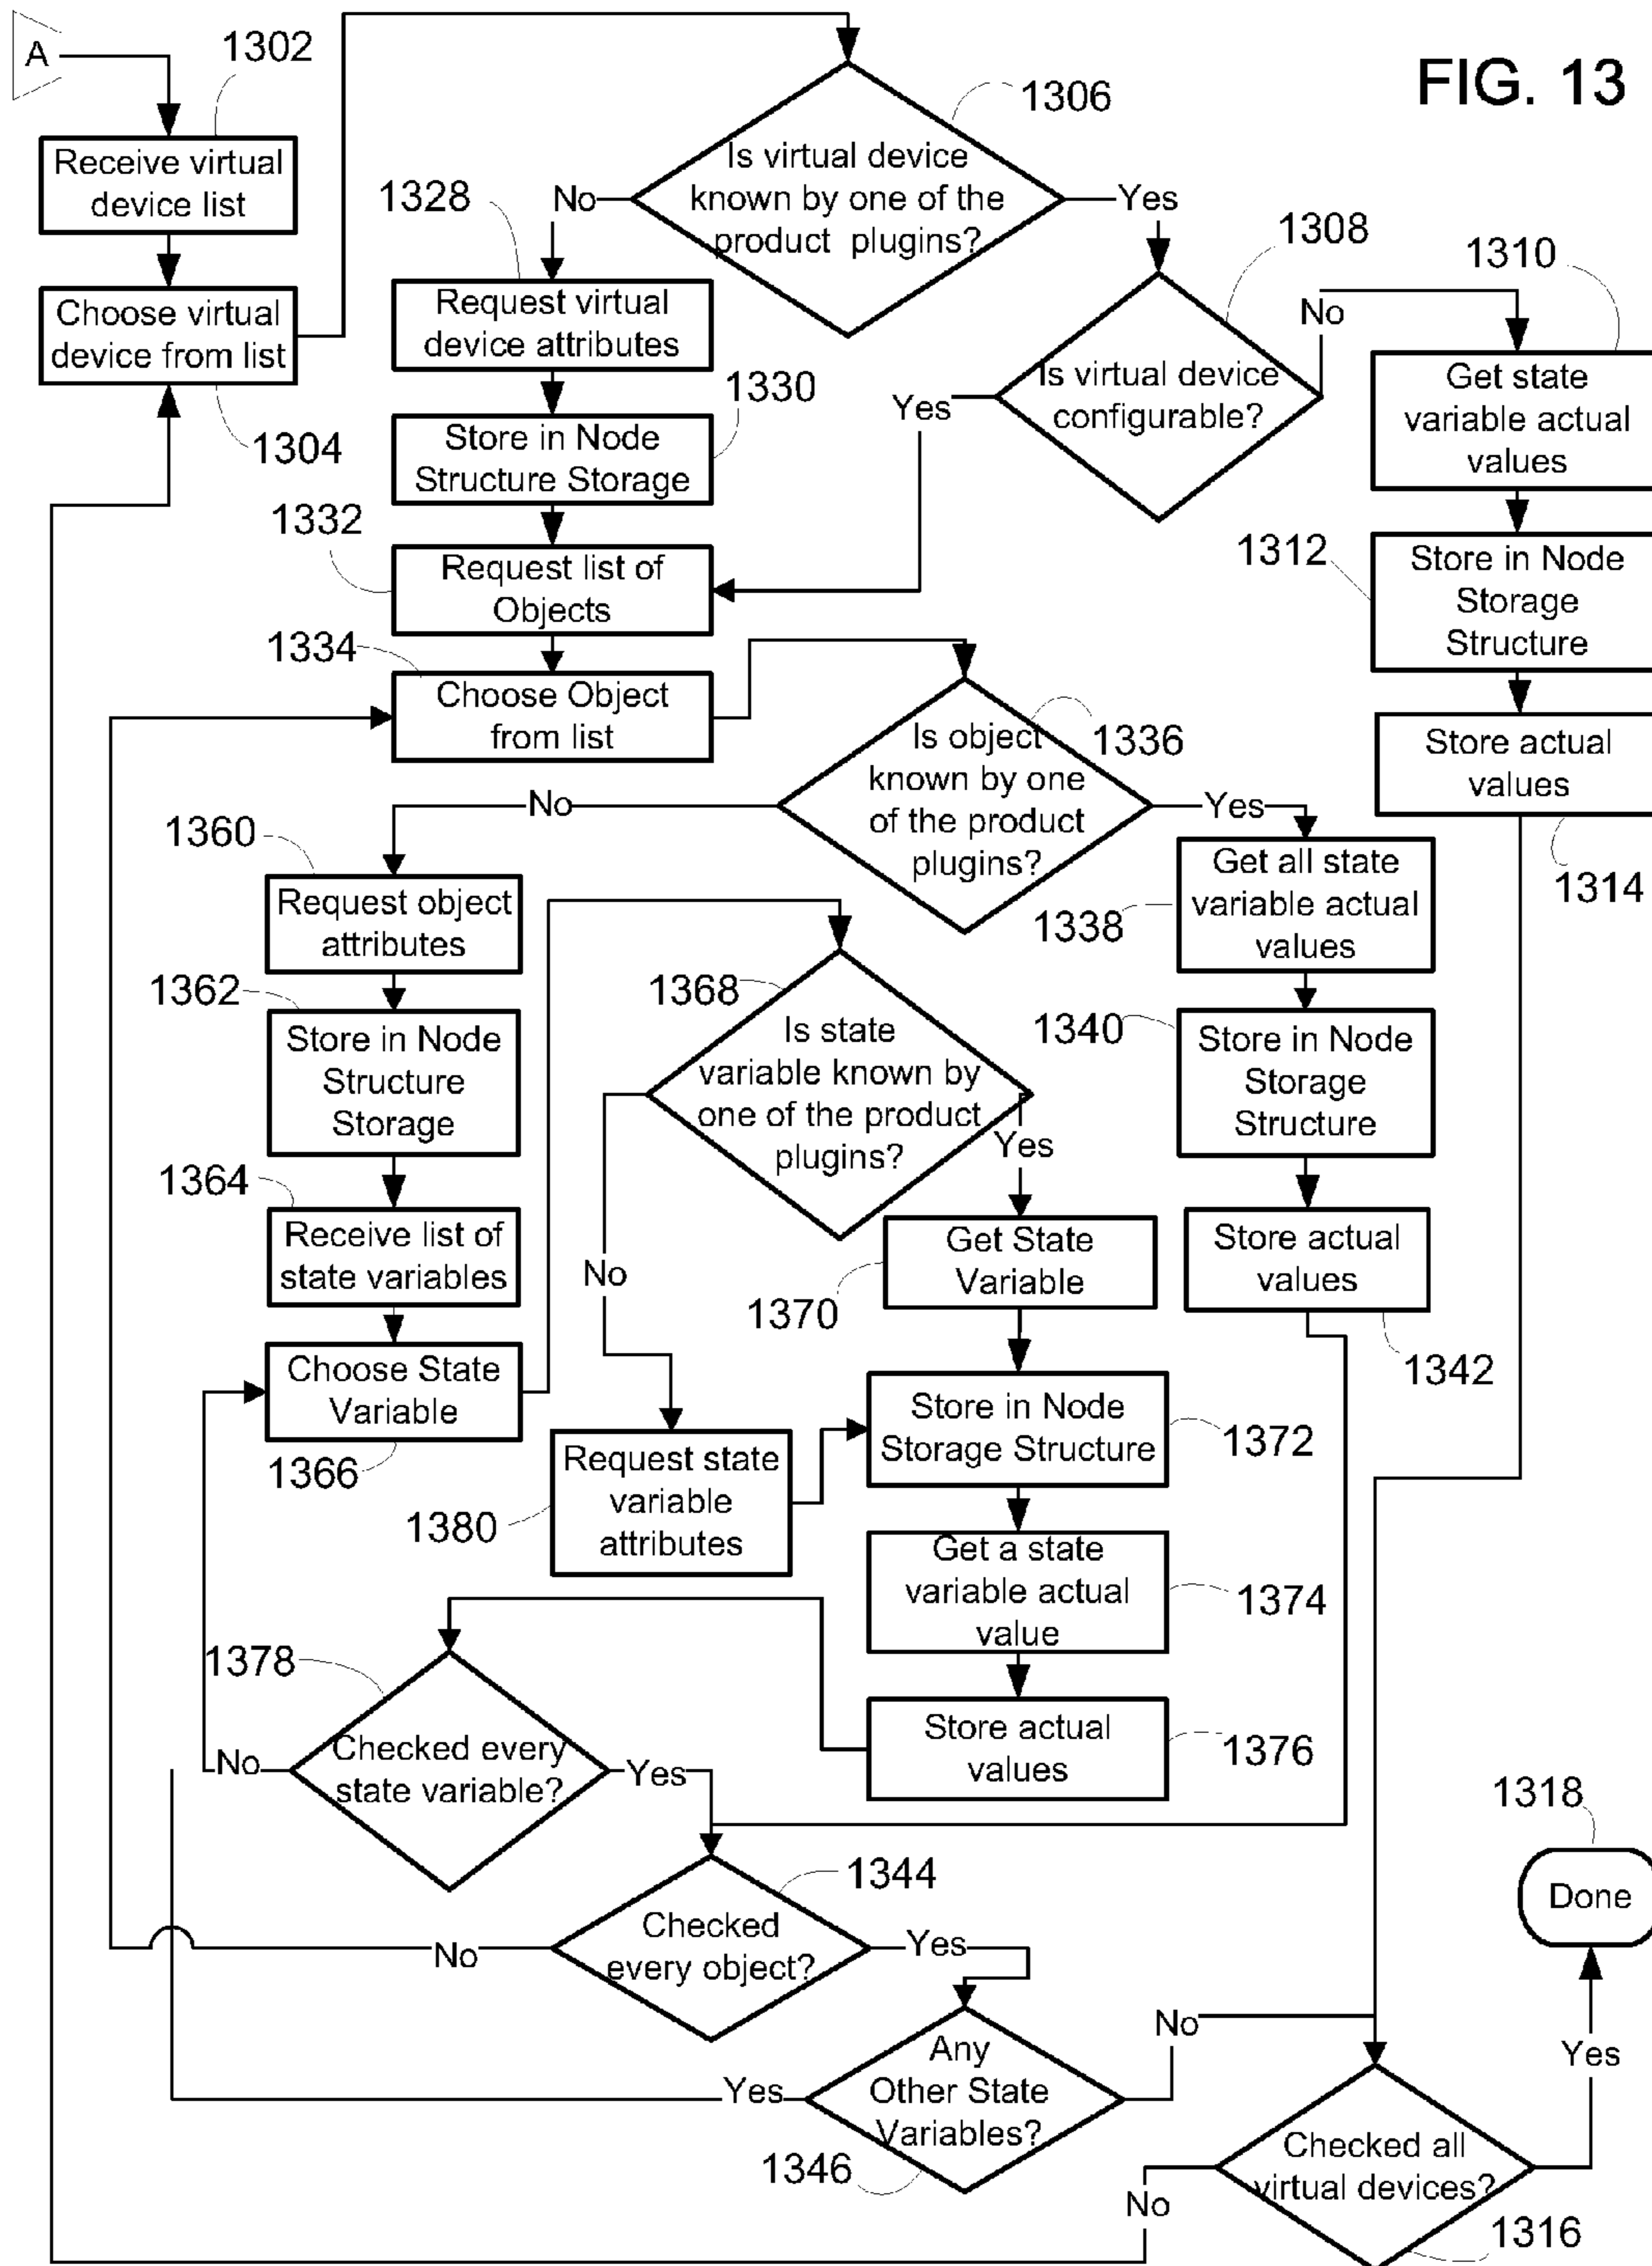 FIG. 13
A
1302
Receive virtual
device list
Choose virtual
device from list
1304
1306
Is virtual device
known by one of the
product plugins?
No
Yes
1328
Request virtual
device attributes
1330
Store in Node
Structure Storage
1332
Request list of
Objects
1334
Choose Object
from list
1308
Is virtual device
configurable?
Yes
No
1310
Get state
variable actual
values
1312
Store in Node
Storage
Structure
Store actual
values
1314
1336
Is object
known by one
of the product
plugins?
No
Yes
1338
Get all state
variable actual
values
1340
Store in Node
Storage
Structure
Store actual
values
1342
1360
Request object
attributes
1362
Store in Node
Structure
Storage
1364
Receive list of
state variables
Choose State
Variable
1366
1368
Is state
variable known by
one of the product
plugins?
No
Yes
Get State
Variable
1370
Store in Node
Storage Structure
1372
Request state
variable
attributes
1380
Get a state
variable actual
value
1374
Store actual
values
1376
1378
Checked every
state variable?
No
Yes
1344
Checked
every object?
No
Yes
Any
Other State
Variables?
1346
Yes
No
Checked all
virtual devices?
1316
No
Yes
1318
Done